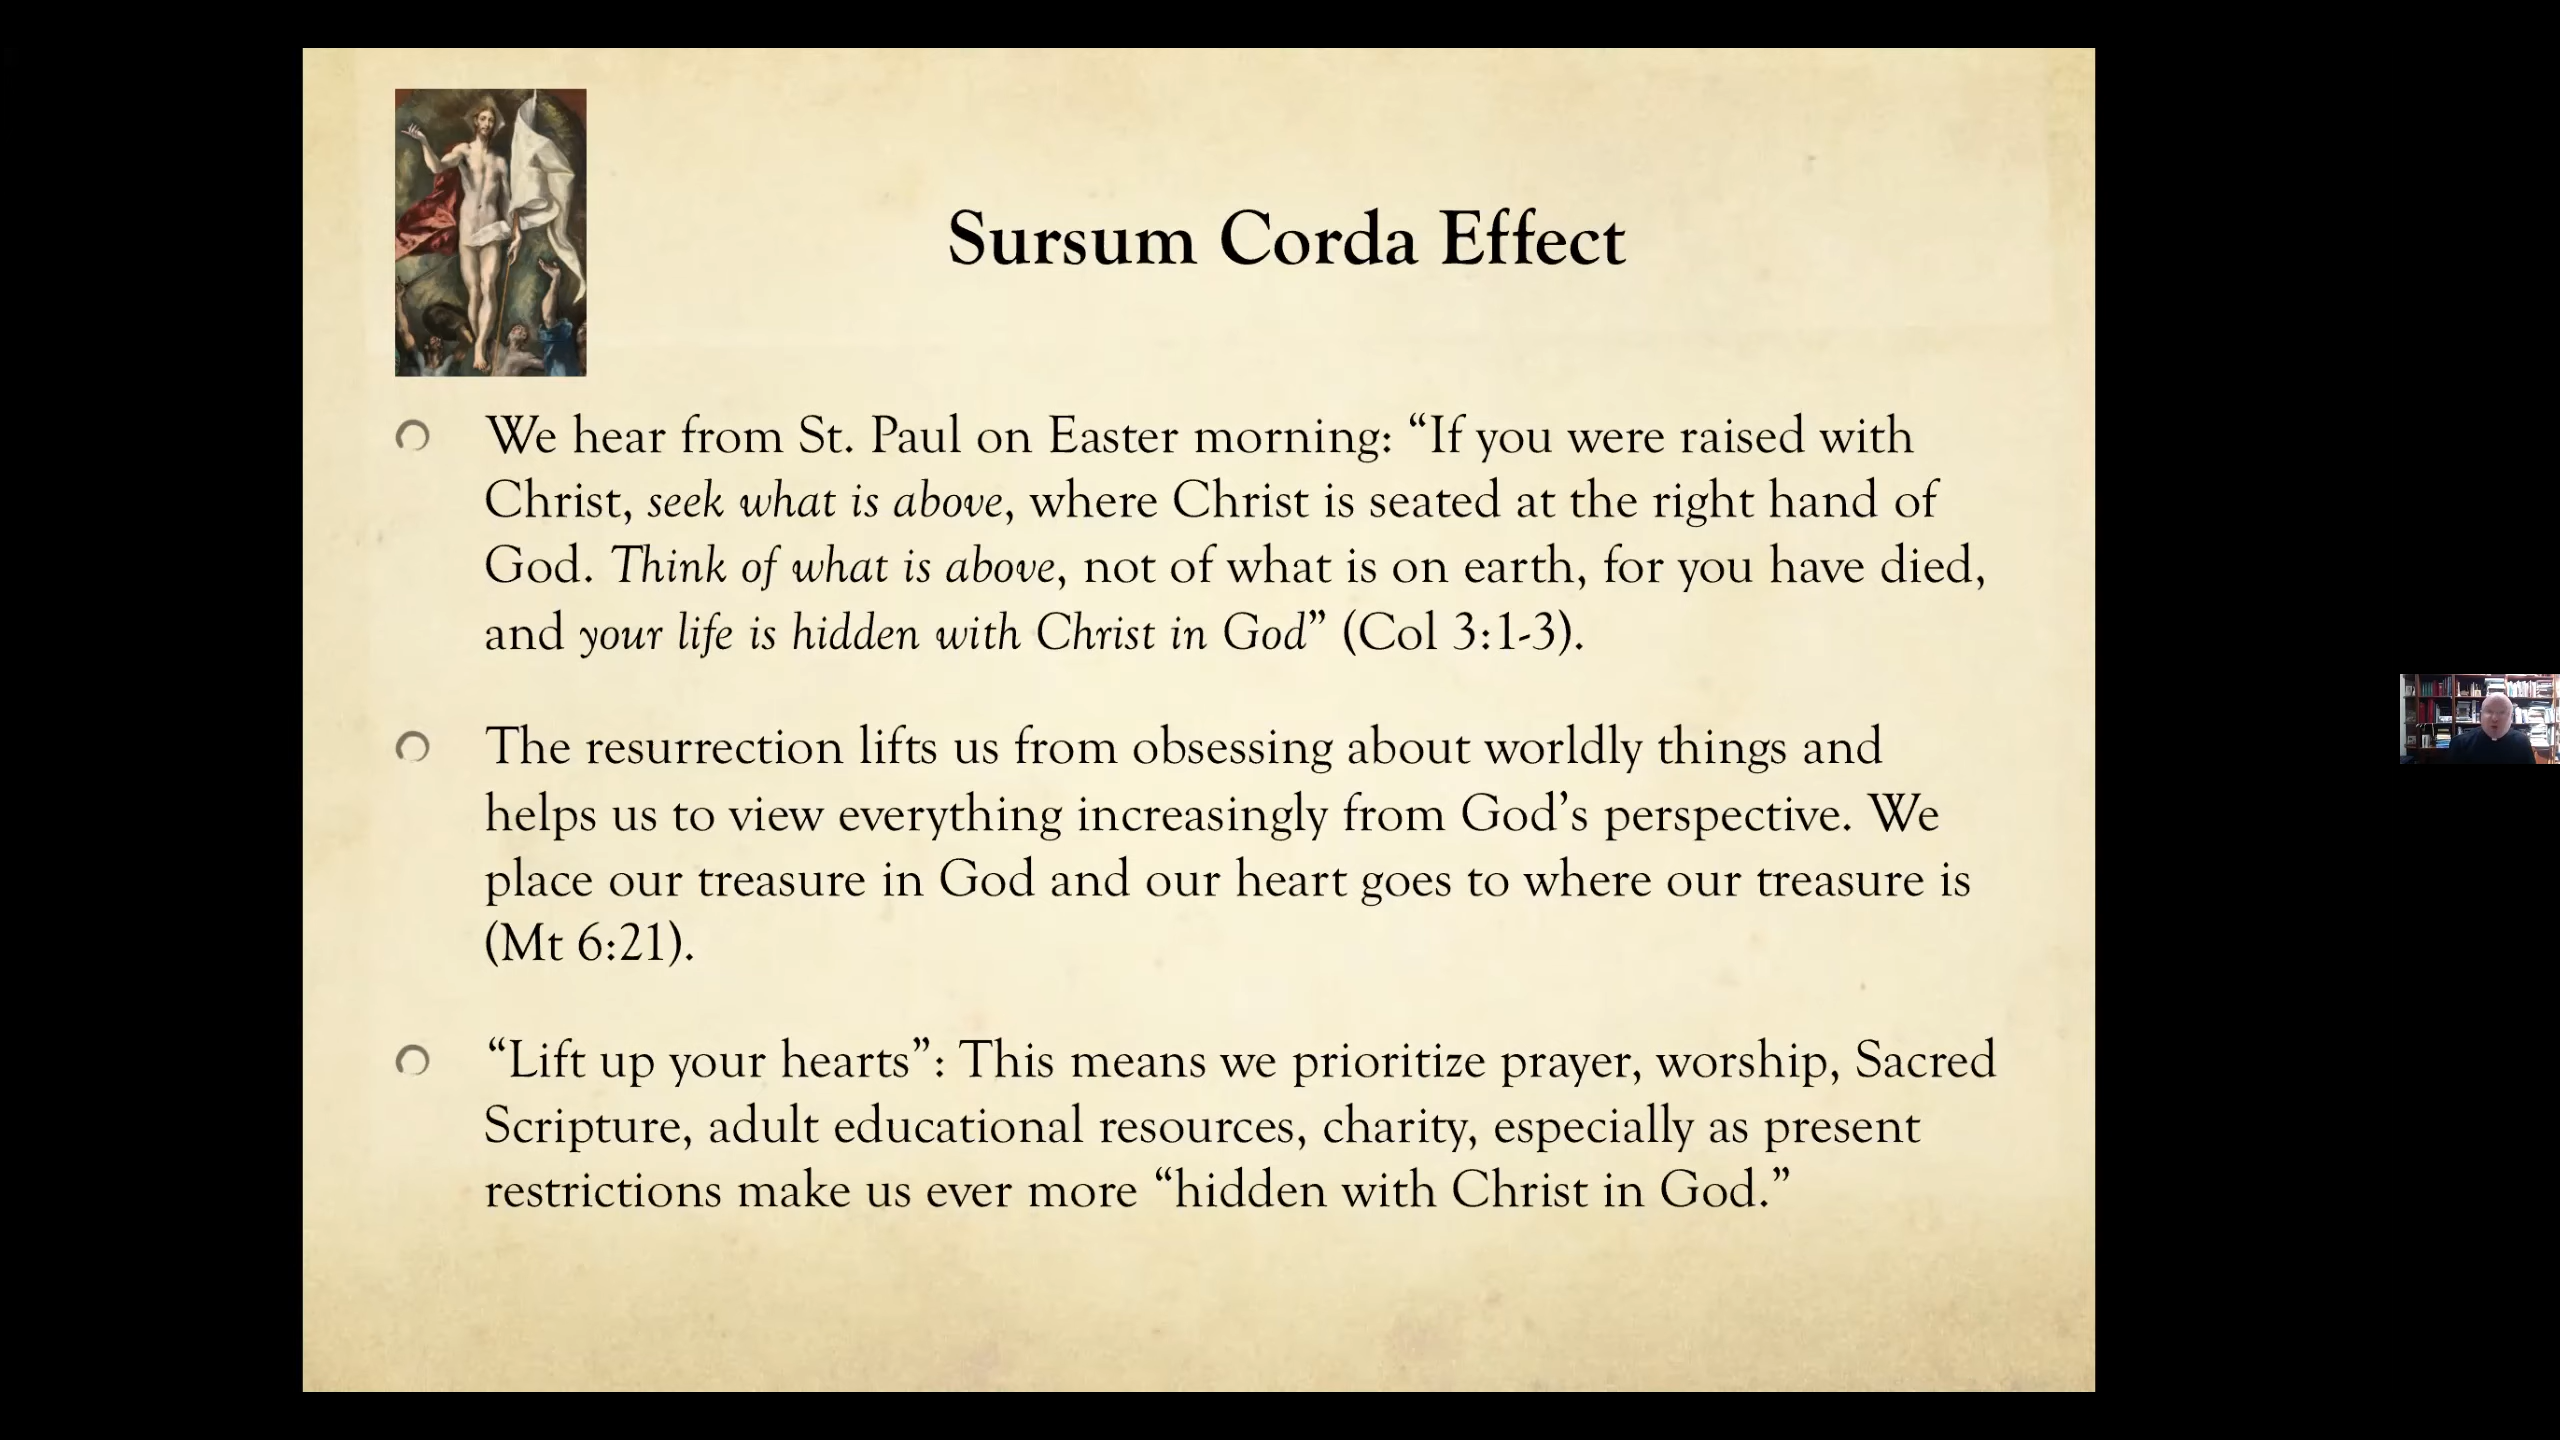 Sursum Corda Effect
We hear from St. Paul on Easter morning: “If you were raised with
Christ, seek what is above, where Christ is seated at the right hand of
God. Think of what is above, not of what is on earth, for you have died,
and your life is hidden with Christ in God” (Col 3:1-3).
The resurrection lifts us from obsessing about worldly things and
helps us to view everything increasingly from God’s perspective. We
place our treasure in God and our heart goes to where our treasure is
(Mt 6:21).
“Lift up your hearts”: This means we prioritize prayer, worship, Sacred
Scripture, adult educational resources, charity, especially as present
restrictions make us ever more “hidden with Christ in God.”